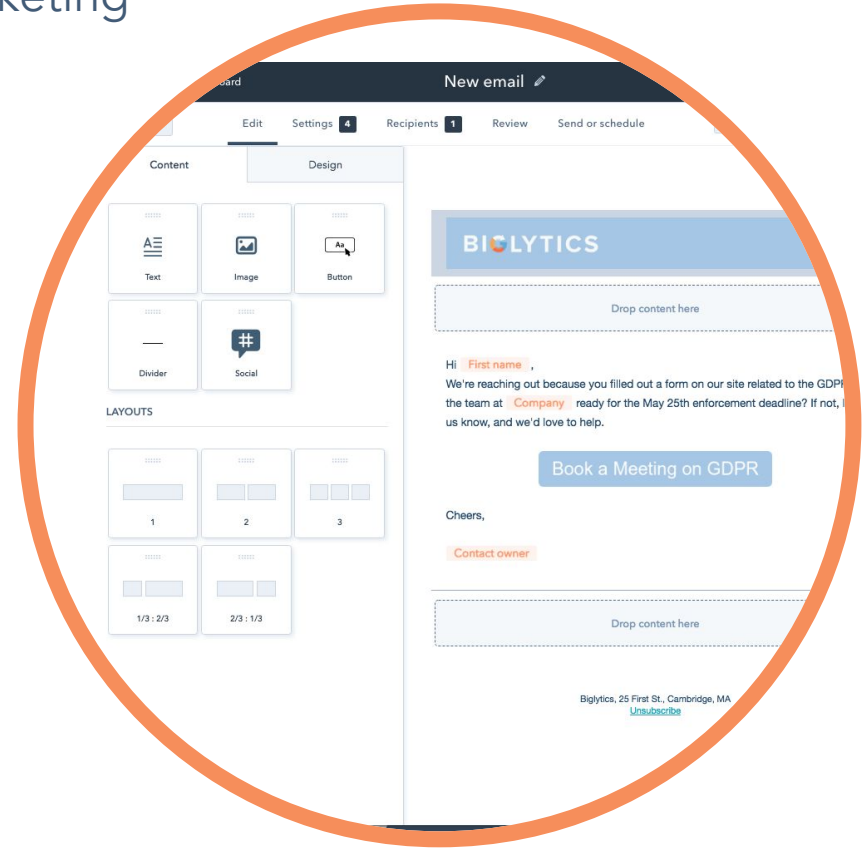 New email
Edit Settings 4 Recipients 1 Review Send or schedule
Content Design
Text Image Button
Aa
Divider Social
LAYOUTS
1 2 3
1/3 : 2/3 2/3 : 1/3
BIGLYTICS
Drop content here
Hi First name ,
We're reaching out because you filled out a form on our site related to the
the team at Company ready for the May 25th enforcement deadline? If not,
us know, and we'd love to help.
Book a Meeting on GDPR
Cheers,
Contact owner
Drop content here
Biglytics, 25 First St., Cambridge, MA
Unsubscribe